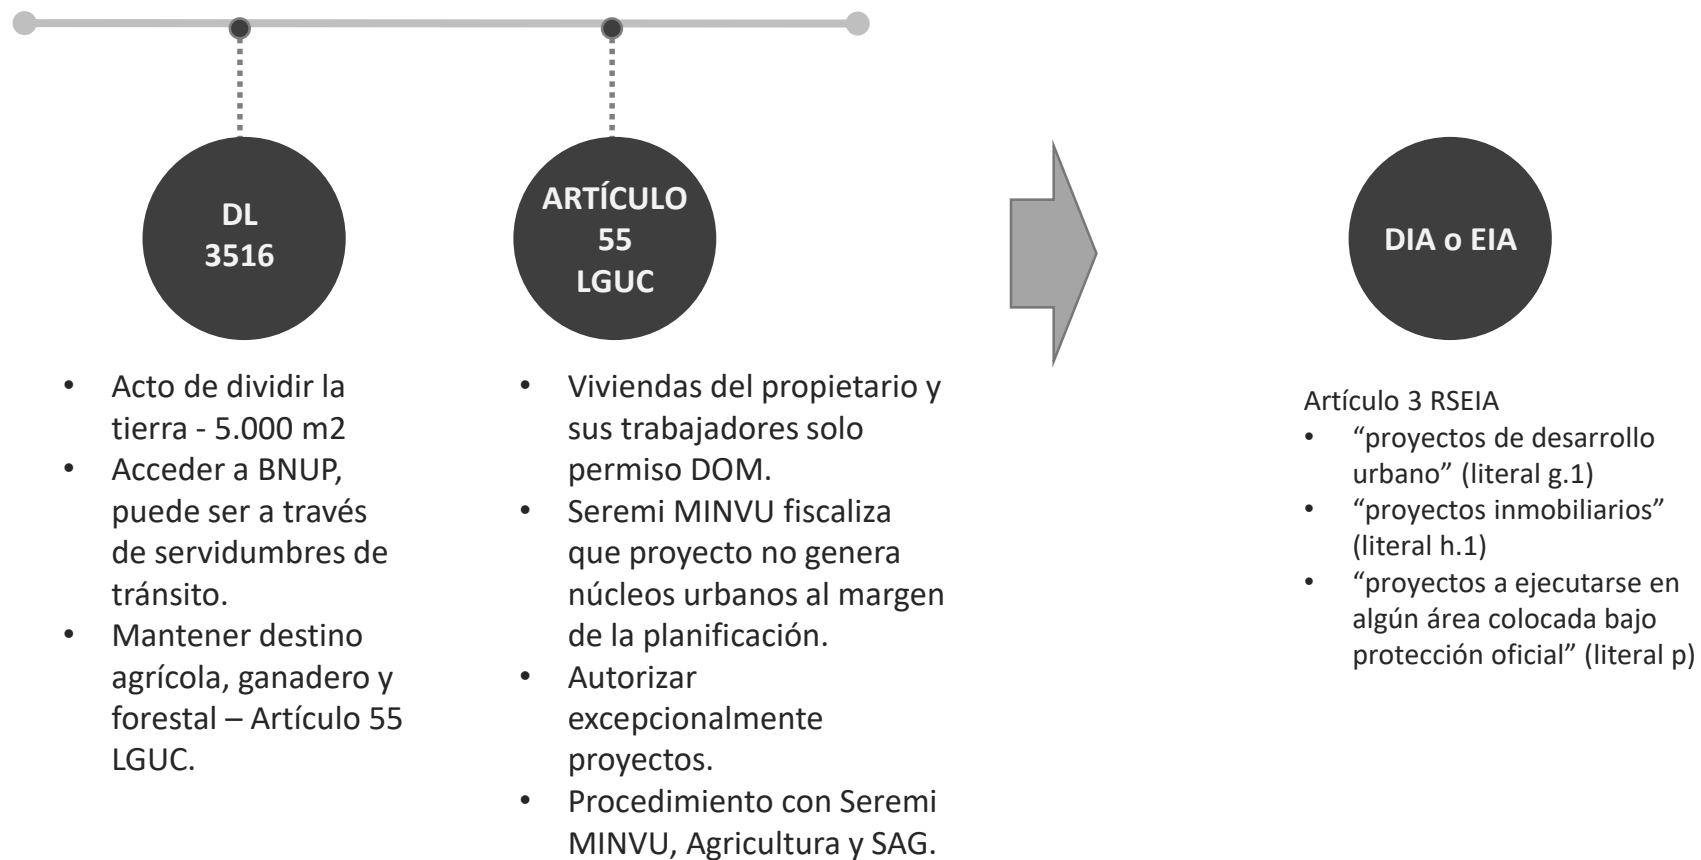 DL
3516
• Acto de dividir la
tierra - 5.000 m2
• Acceder a BNUP,
puede ser a través
de servidumbres de
tránsito.
• Mantener destino
agrícola, ganadero y
forestal – Artículo 55
LGUC.
ARTÍCULO
55
LGUC
• Viviendas del propietario y
sus trabajadores solo
permiso DOM.
• Seremi MINVU fiscaliza
que proyecto no genera
núcleos urbanos al margen
de la planificación.
• Autorizar
excepcionalmente
proyectos.
• Procedimiento con Seremi
MINVU, Agricultura y SAG.
DIA o EIA
Artículo 3 RSEIA
• “proyectos de desarrollo
urbano” (literal g.1)
• “proyectos inmobiliarios”
(literal h.1)
• “proyectos a ejecutarse en
algún área colocada bajo
protección oficial” (literal p)